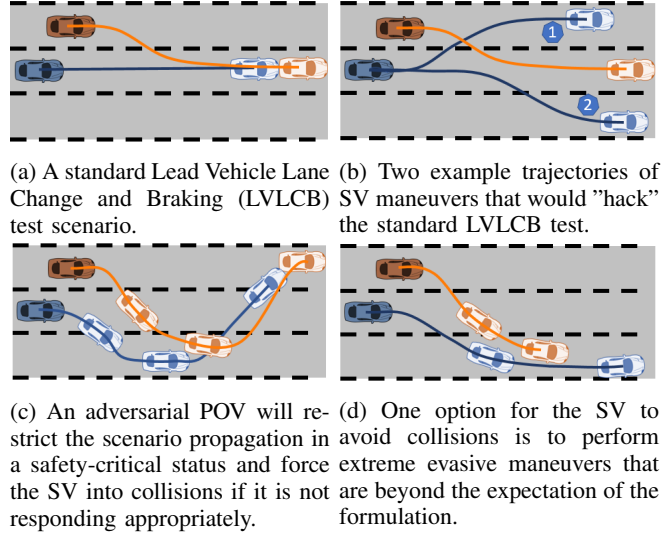 1
2
(a) A standard Lead Vehicle Lane
Change and Braking (LVLCB)
test scenario.
(b) Two example trajectories of
SV maneuvers that would ”hack”
the standard LVLCB test.
(c) An adversarial POV will re-
strict the scenario propagation in
a safety-critical status and force
the SV into collisions if it is not
responding appropriately.
(d) One option for the SV to
avoid collisions is to perform
extreme evasive maneuvers that
are beyond the expectation of the
formulation.